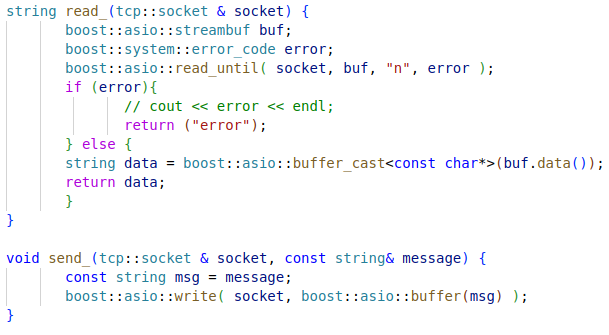 string read_(tcp::socket & socket) {
boost::asio::streambuf buf;
boost::system::error_code error;
boost::asio::read_until( socket, buf, "n", error );
if (error){
// cout << error << endl;
return ("error");
} else {
string data = boost::asio::buffer_cast<const char*>(buf.data());
return data;
}
}
void send_(tcp::socket & socket, const string& message) {
const string msg = message;
boost::asio::write( socket, boost::asio::buffer(msg) );
}